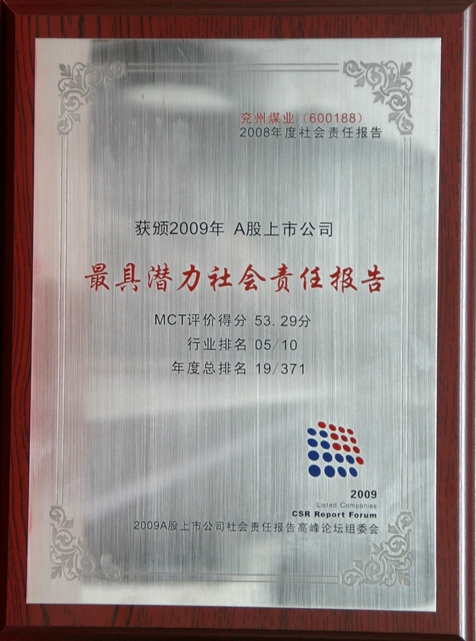 兖州煤业（600188）
2008年度社会责任报告
获颁2009年 A股上市公司
最具潜力社会责任报告
MCT评价得分 53.29分
行业排名 05/10
年度总排名 19/371
2009
Listed Companies
CSR Report Forum
2009A股上市公司社会责任报告高峰论坛组委会